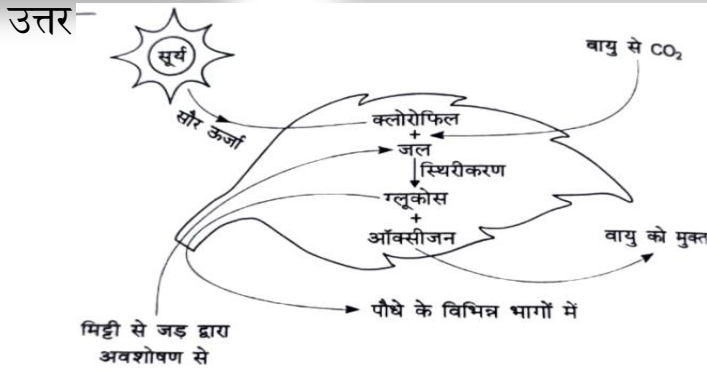 उत्तर–
सूर्य
वायु से CO₂
सौर ऊर्जा
क्लोरोफिल
+
जल
स्थिरीकरण
ग्लूकोस
+
ऑक्सीजन
वायु को मुक्त
पौधे के विभिन्न भागों में
मिट्टी से जड़ द्वारा
अवशोषण से